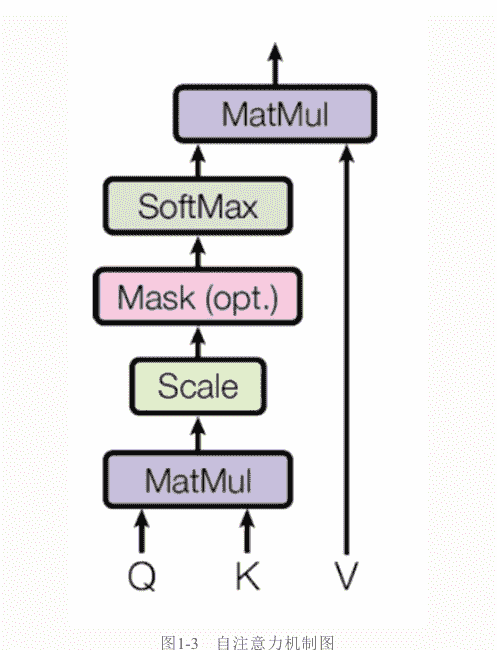 MatMul
SoftMax
Mask (opt.)
Scale
MatMul
Q K V
图1-3 自注意力机制图